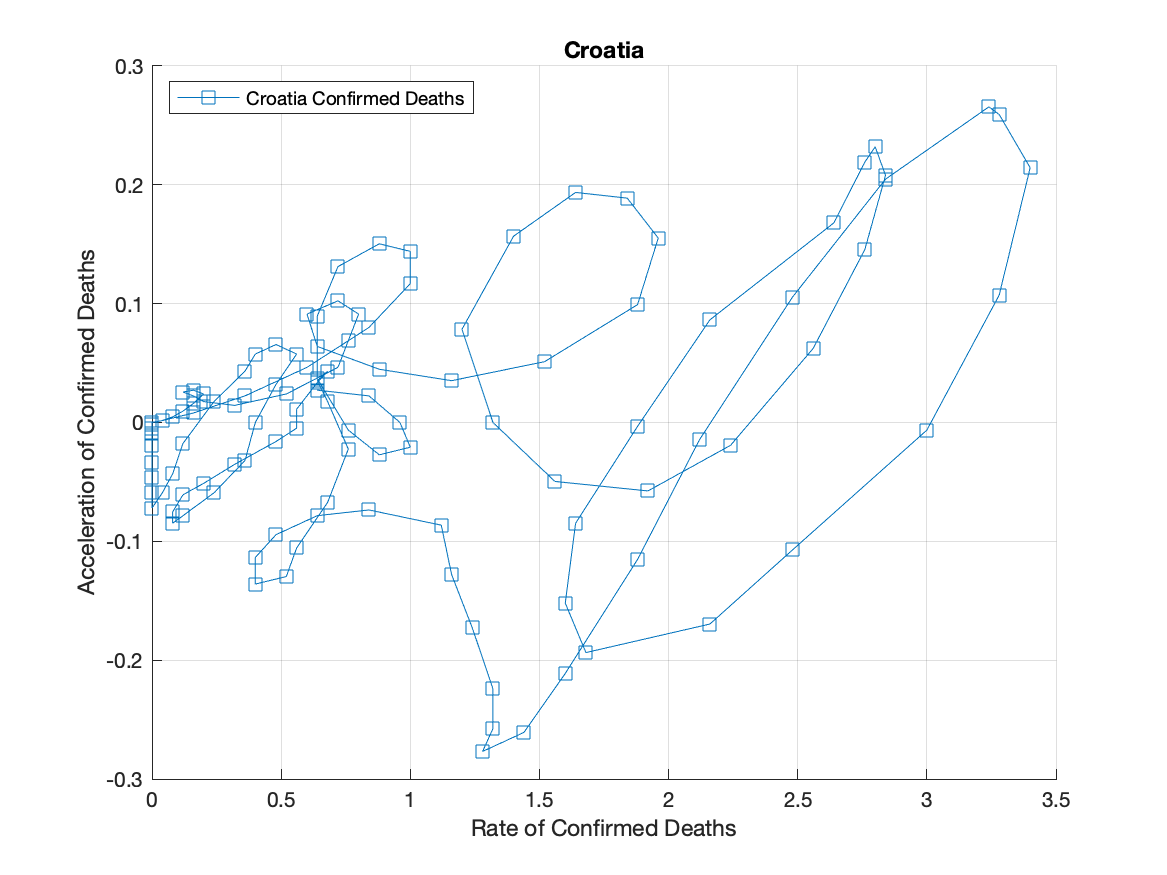 Croatia
Croatia Confirmed Deaths
0.3
0.2
0.1
0
-0.1
-0.2
-0.3
Acceleration of Confirmed Deaths
0 0.5 1 1.5 2 2.5 3 3.5
Rate of Confirmed Deaths